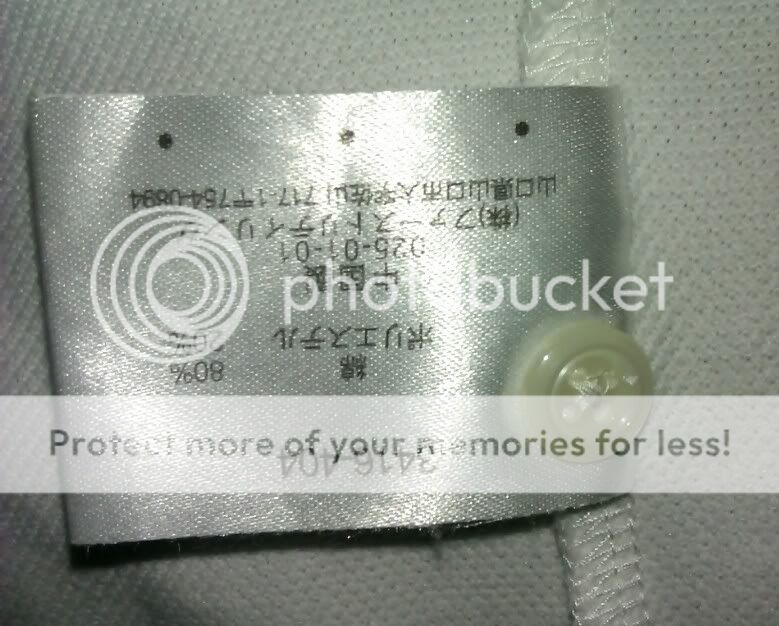 3416 404
綿 80%
ポリエステル 20%
中国製
025-01-01
(株)ファーストリテイリング
山口県山口市大字佐山717-1〒754-0894
photobucket
Protect more of your memories for less!